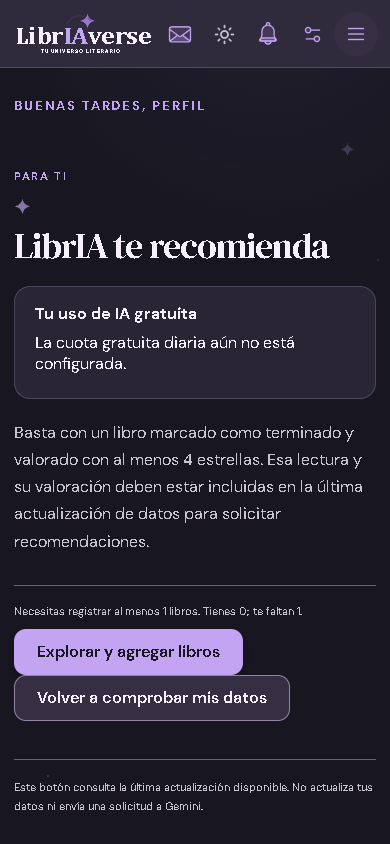 LibrIAverse
TU UNIVERSO LITERARIO
BUENAS TARDES, PERFIL
PARA TI
LibrIA te recomienda
Tu uso de IA gratuita
La cuota gratuita diaria aún no está
configurada.
Basta con un libro marcado como terminado y
valorado con al menos 4 estrellas. Esa lectura y
su valoración deben estar incluidas en la última
actualización de datos para solicitar
recomendaciones.
Necesitas registrar al menos 1 libros. Tienes 0; te faltan 1.
Explorar y agregar libros
Volver a comprobar mis datos
Este botón consulta la última actualización disponible. No actualiza tus
datos ni envía una solicitud a Gemini.